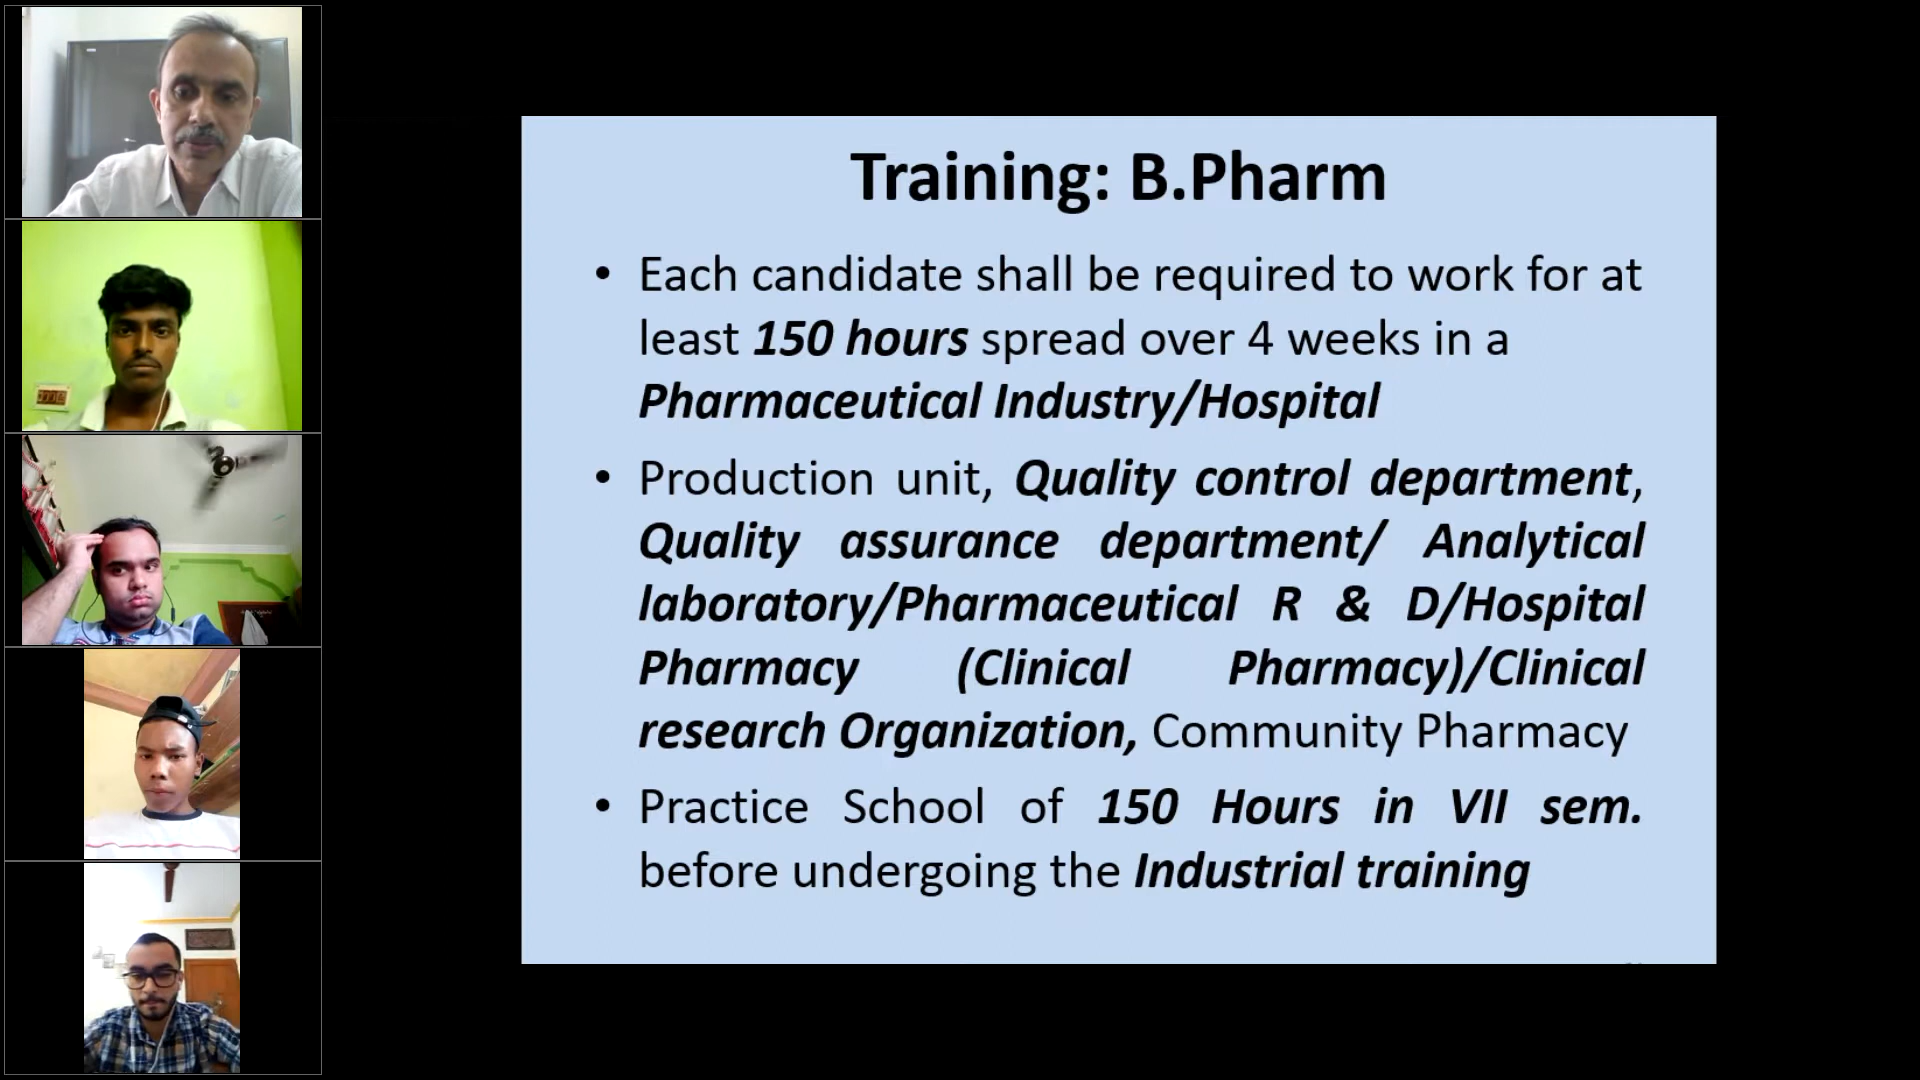 Training: B.Pharm
• Each candidate shall be required to work for at
least 150 hours spread over 4 weeks in a
Pharmaceutical Industry/Hospital
• Production unit, Quality control department,
Quality assurance department/ Analytical
laboratory/Pharmaceutical R & D/Hospital
Pharmacy (Clinical Pharmacy)/Clinical
research Organization, Community Pharmacy
• Practice School of 150 Hours in VII sem.
before undergoing the Industrial training